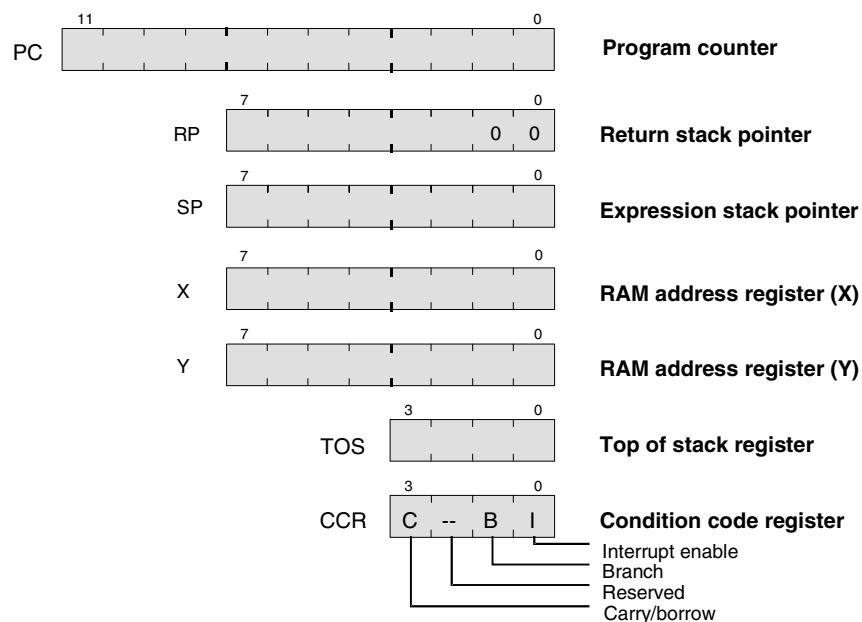 11 0
PC Program counter
7 0
RP 0 0 Return stack pointer
7 0
SP Expression stack pointer
7 0
X RAM address register (X)
7 0
Y RAM address register (Y)
3 0
TOS Top of stack register
3 0
CCR C -- B I Condition code register
Interrupt enable
Branch
Reserved
Carry/borrow